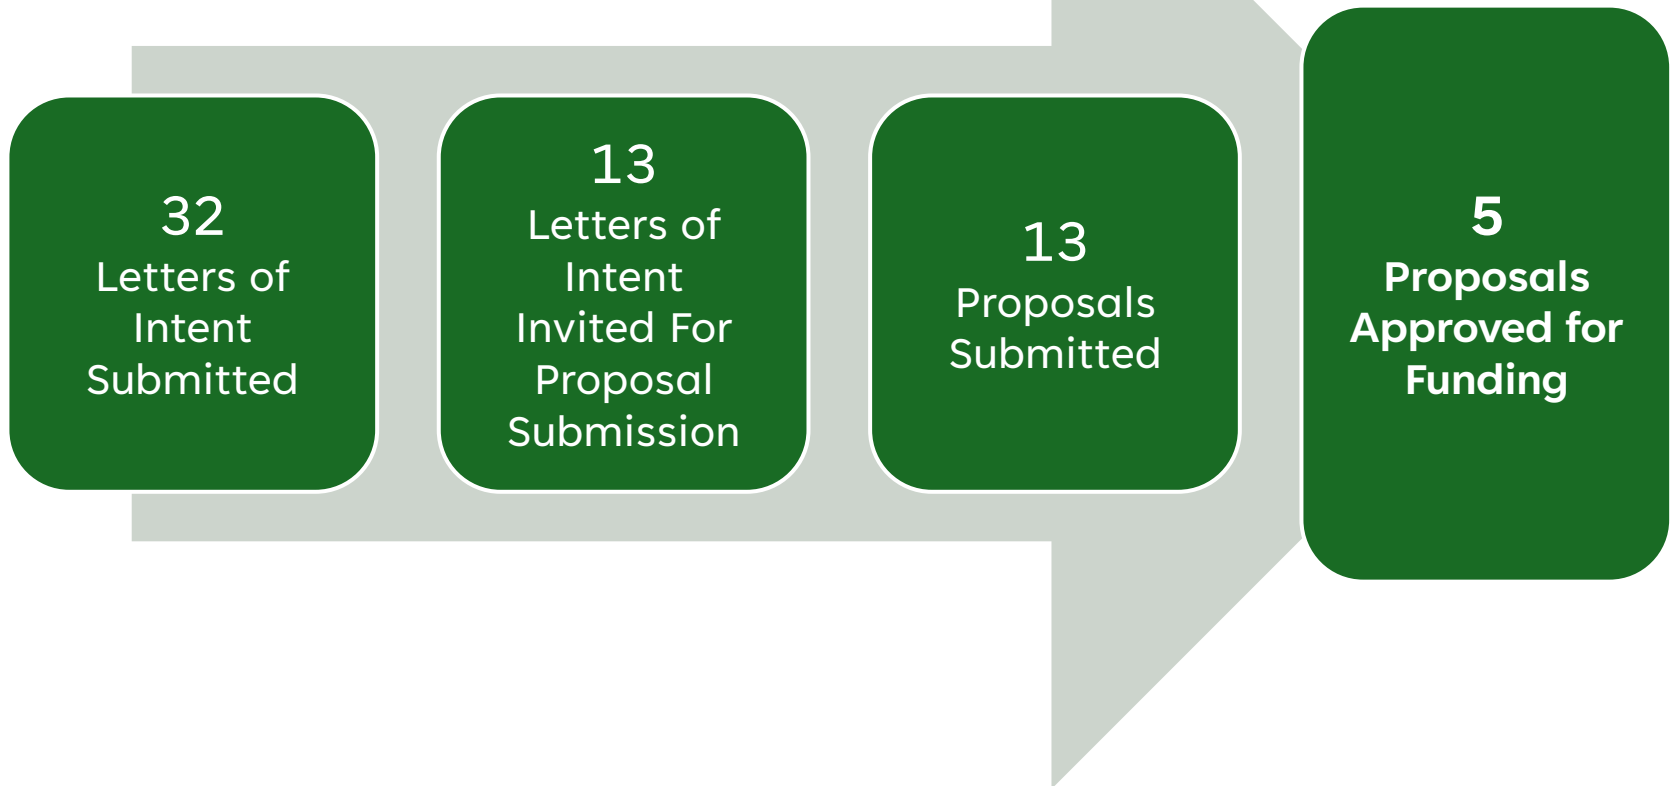 32
Letters of
Intent
Submitted
13
Letters of
Intent
Invited For
Proposal
Submission
13
Proposals
Submitted
5
Proposals
Approved for
Funding